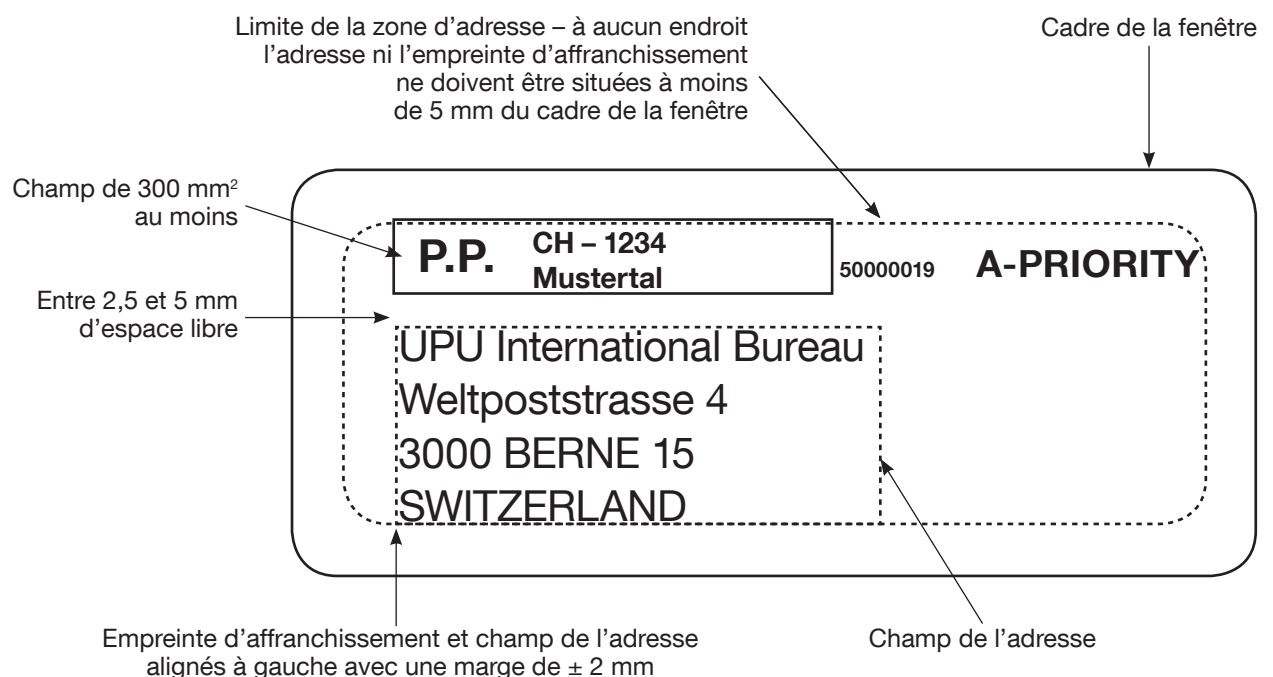 Limite de la zone d’adresse – à aucun endroit
l’adresse ni l’empreinte d’affranchissement
ne doivent être situées à moins
de 5 mm du cadre de la fenêtre
Cadre de la fenêtre
Champ de 300 mm²
au moins
P.P.
CH – 1234
Mustertal
50000019
A-PRIORITY
Entre 2,5 et 5 mm
d’espace libre
UPU International Bureau
Weltpoststrasse 4
3000 BERNE 15
SWITZERLAND
Empreinte d’affranchissement et champ de l’adresse
alignés à gauche avec une marge de ± 2 mm
Champ de l’adresse